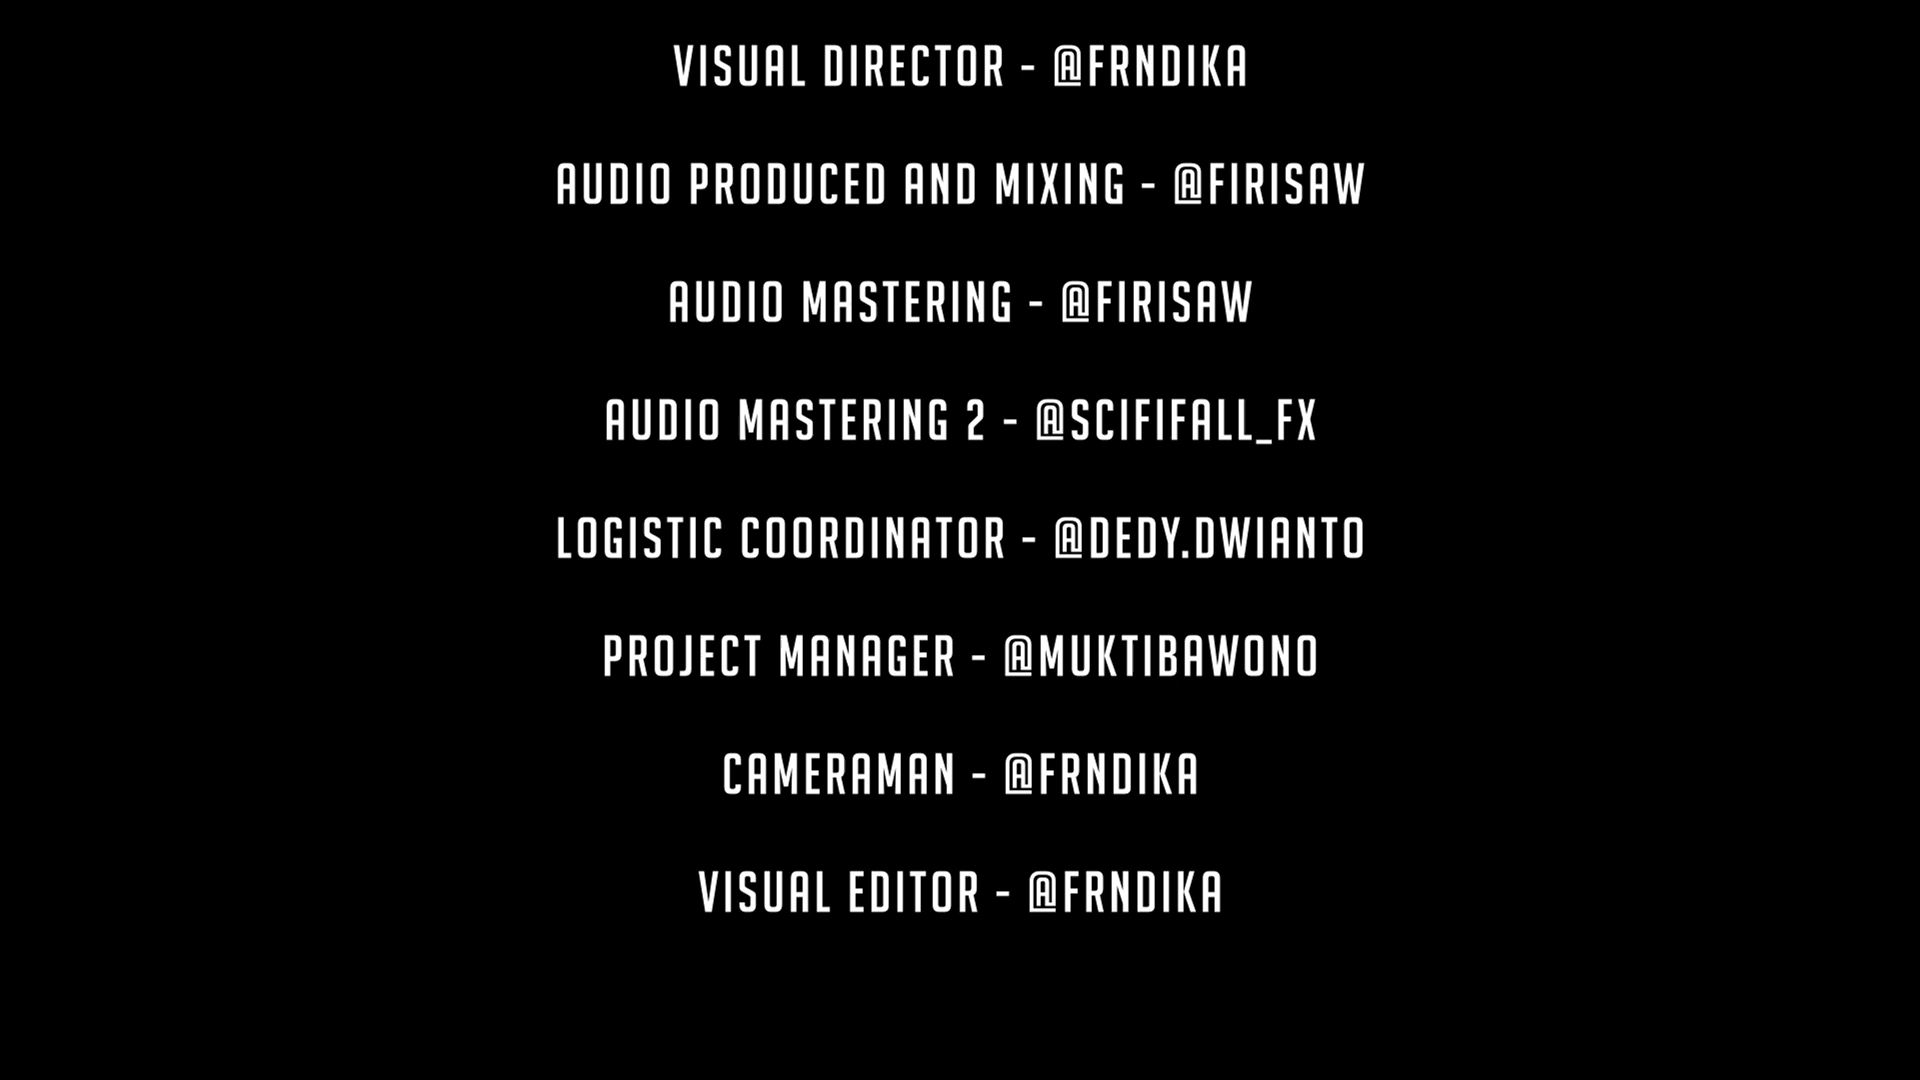 VISUAL DIRECTOR - @FRNDIKA
AUDIO PRODUCED AND MIXING - @FIRISAW
AUDIO MASTERING - @FIRISAW
AUDIO MASTERING 2 - @SCIFIFALL_FX
LOGISTIC COORDINATOR - @DEDY.DWIANTO
PROJECT MANAGER - @MUKTIBAWONO
CAMERAMAN - @FRNDIKA
VISUAL EDITOR - @FRNDIKA